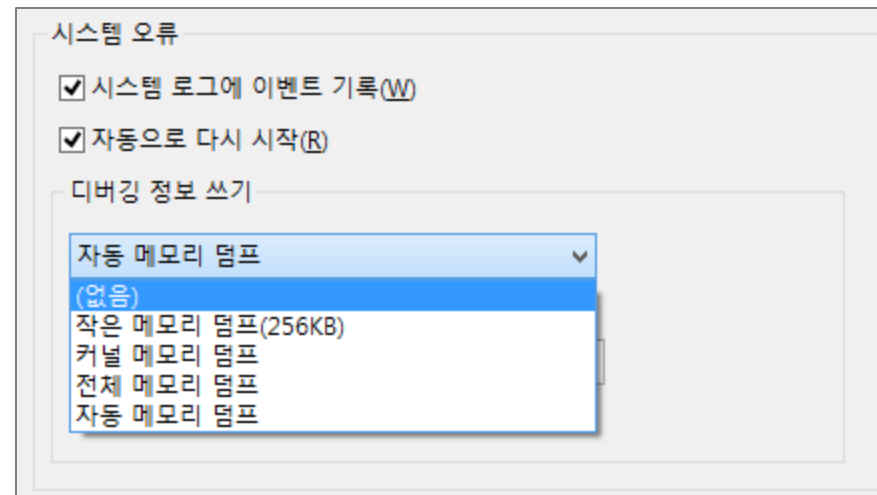 시스템 오류
시스템 로그에 이벤트 기록(W)
자동으로 다시 시작(R)
디버깅 정보 쓰기
자동 메모리 덤프
(없음)
작은 메모리 덤프(256KB)
커널 메모리 덤프
전체 메모리 덤프
자동 메모리 덤프